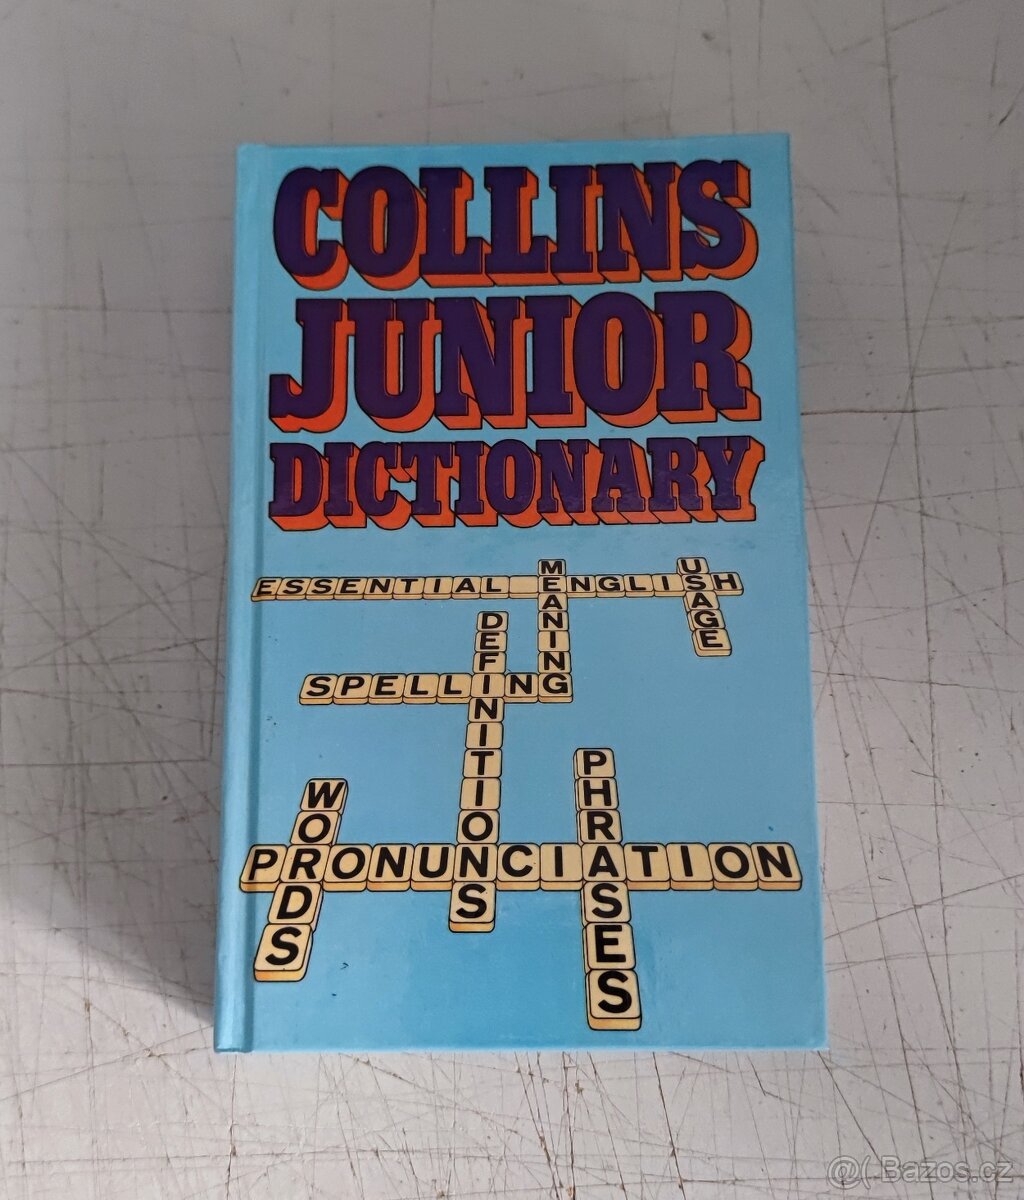 COLLINS
JUNIOR
DICTIONARY
ESSENTIAL ENGLISH
MEANING
USAGE
DEFINITIONS
SPELLING
WORDS
PHRASES
PRONUNCIATION
@( Bazos.cz